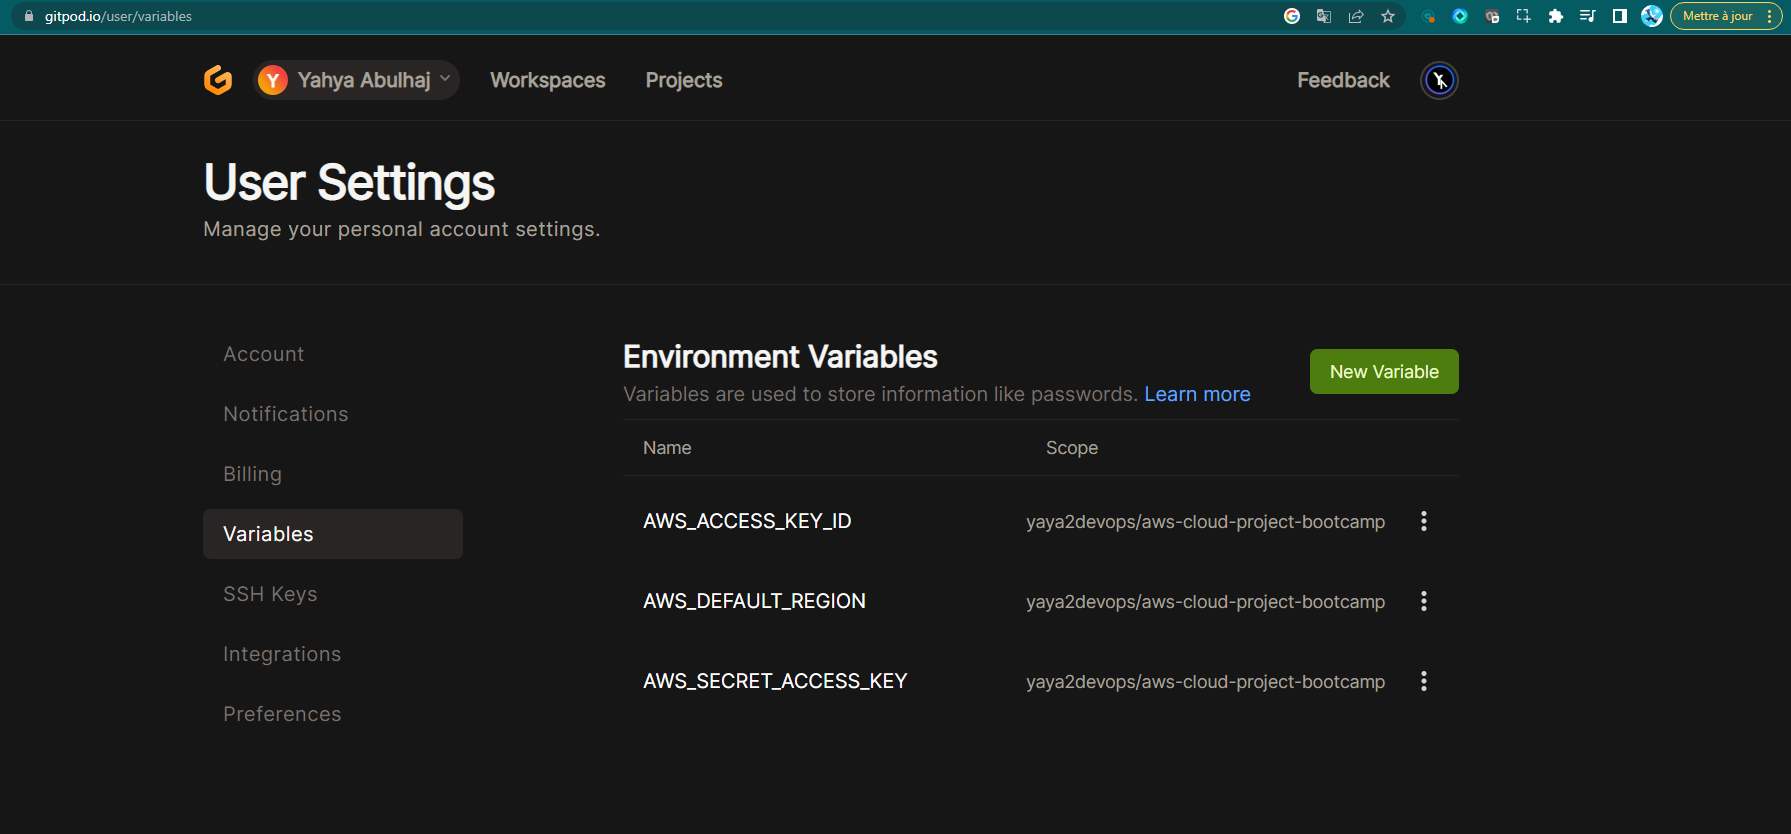 gitpod.io/user/variables
Mettre à jour
Y Yahya Abulhaj
Workspaces
Projects
Feedback
User Settings
Manage your personal account settings.
Account
Notifications
Billing
Variables
SSH Keys
Integrations
Preferences
Environment Variables
Variables are used to store information like passwords. Learn more
New Variable
Name Scope
AWS_ACCESS_KEY_ID yaya2devops/aws-cloud-project-bootcamp
AWS_DEFAULT_REGION yaya2devops/aws-cloud-project-bootcamp
AWS_SECRET_ACCESS_KEY yaya2devops/aws-cloud-project-bootcamp